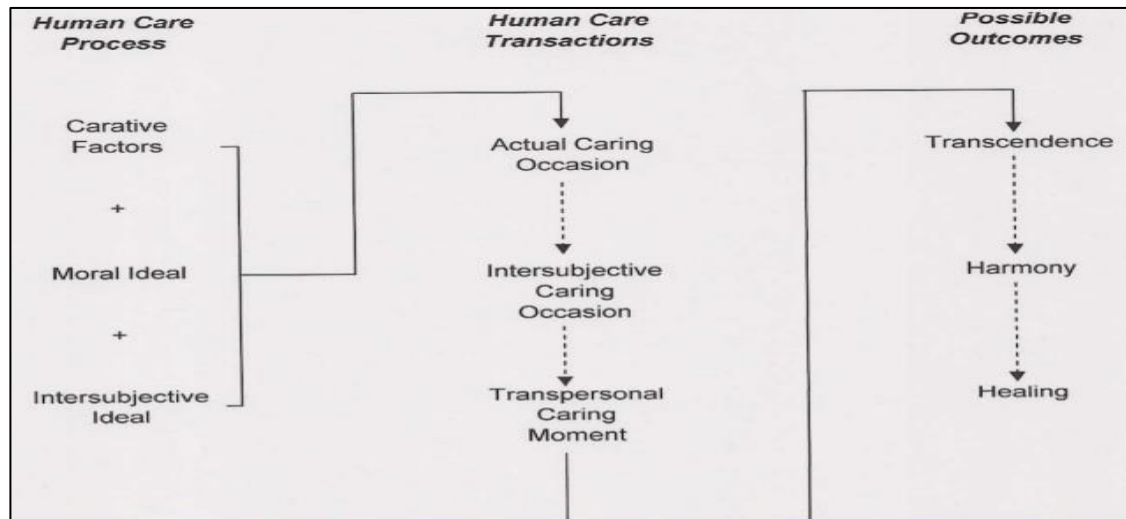 Human Care
Process
Carative
Factors
+
Moral Ideal
+
Intersubjective
Ideal
Human Care
Transactions
Actual Caring
Occasion
Intersubjective
Caring
Occasion
Transpersonal
Caring
Moment
Possible
Outcomes
Transcendence
Harmony
Healing